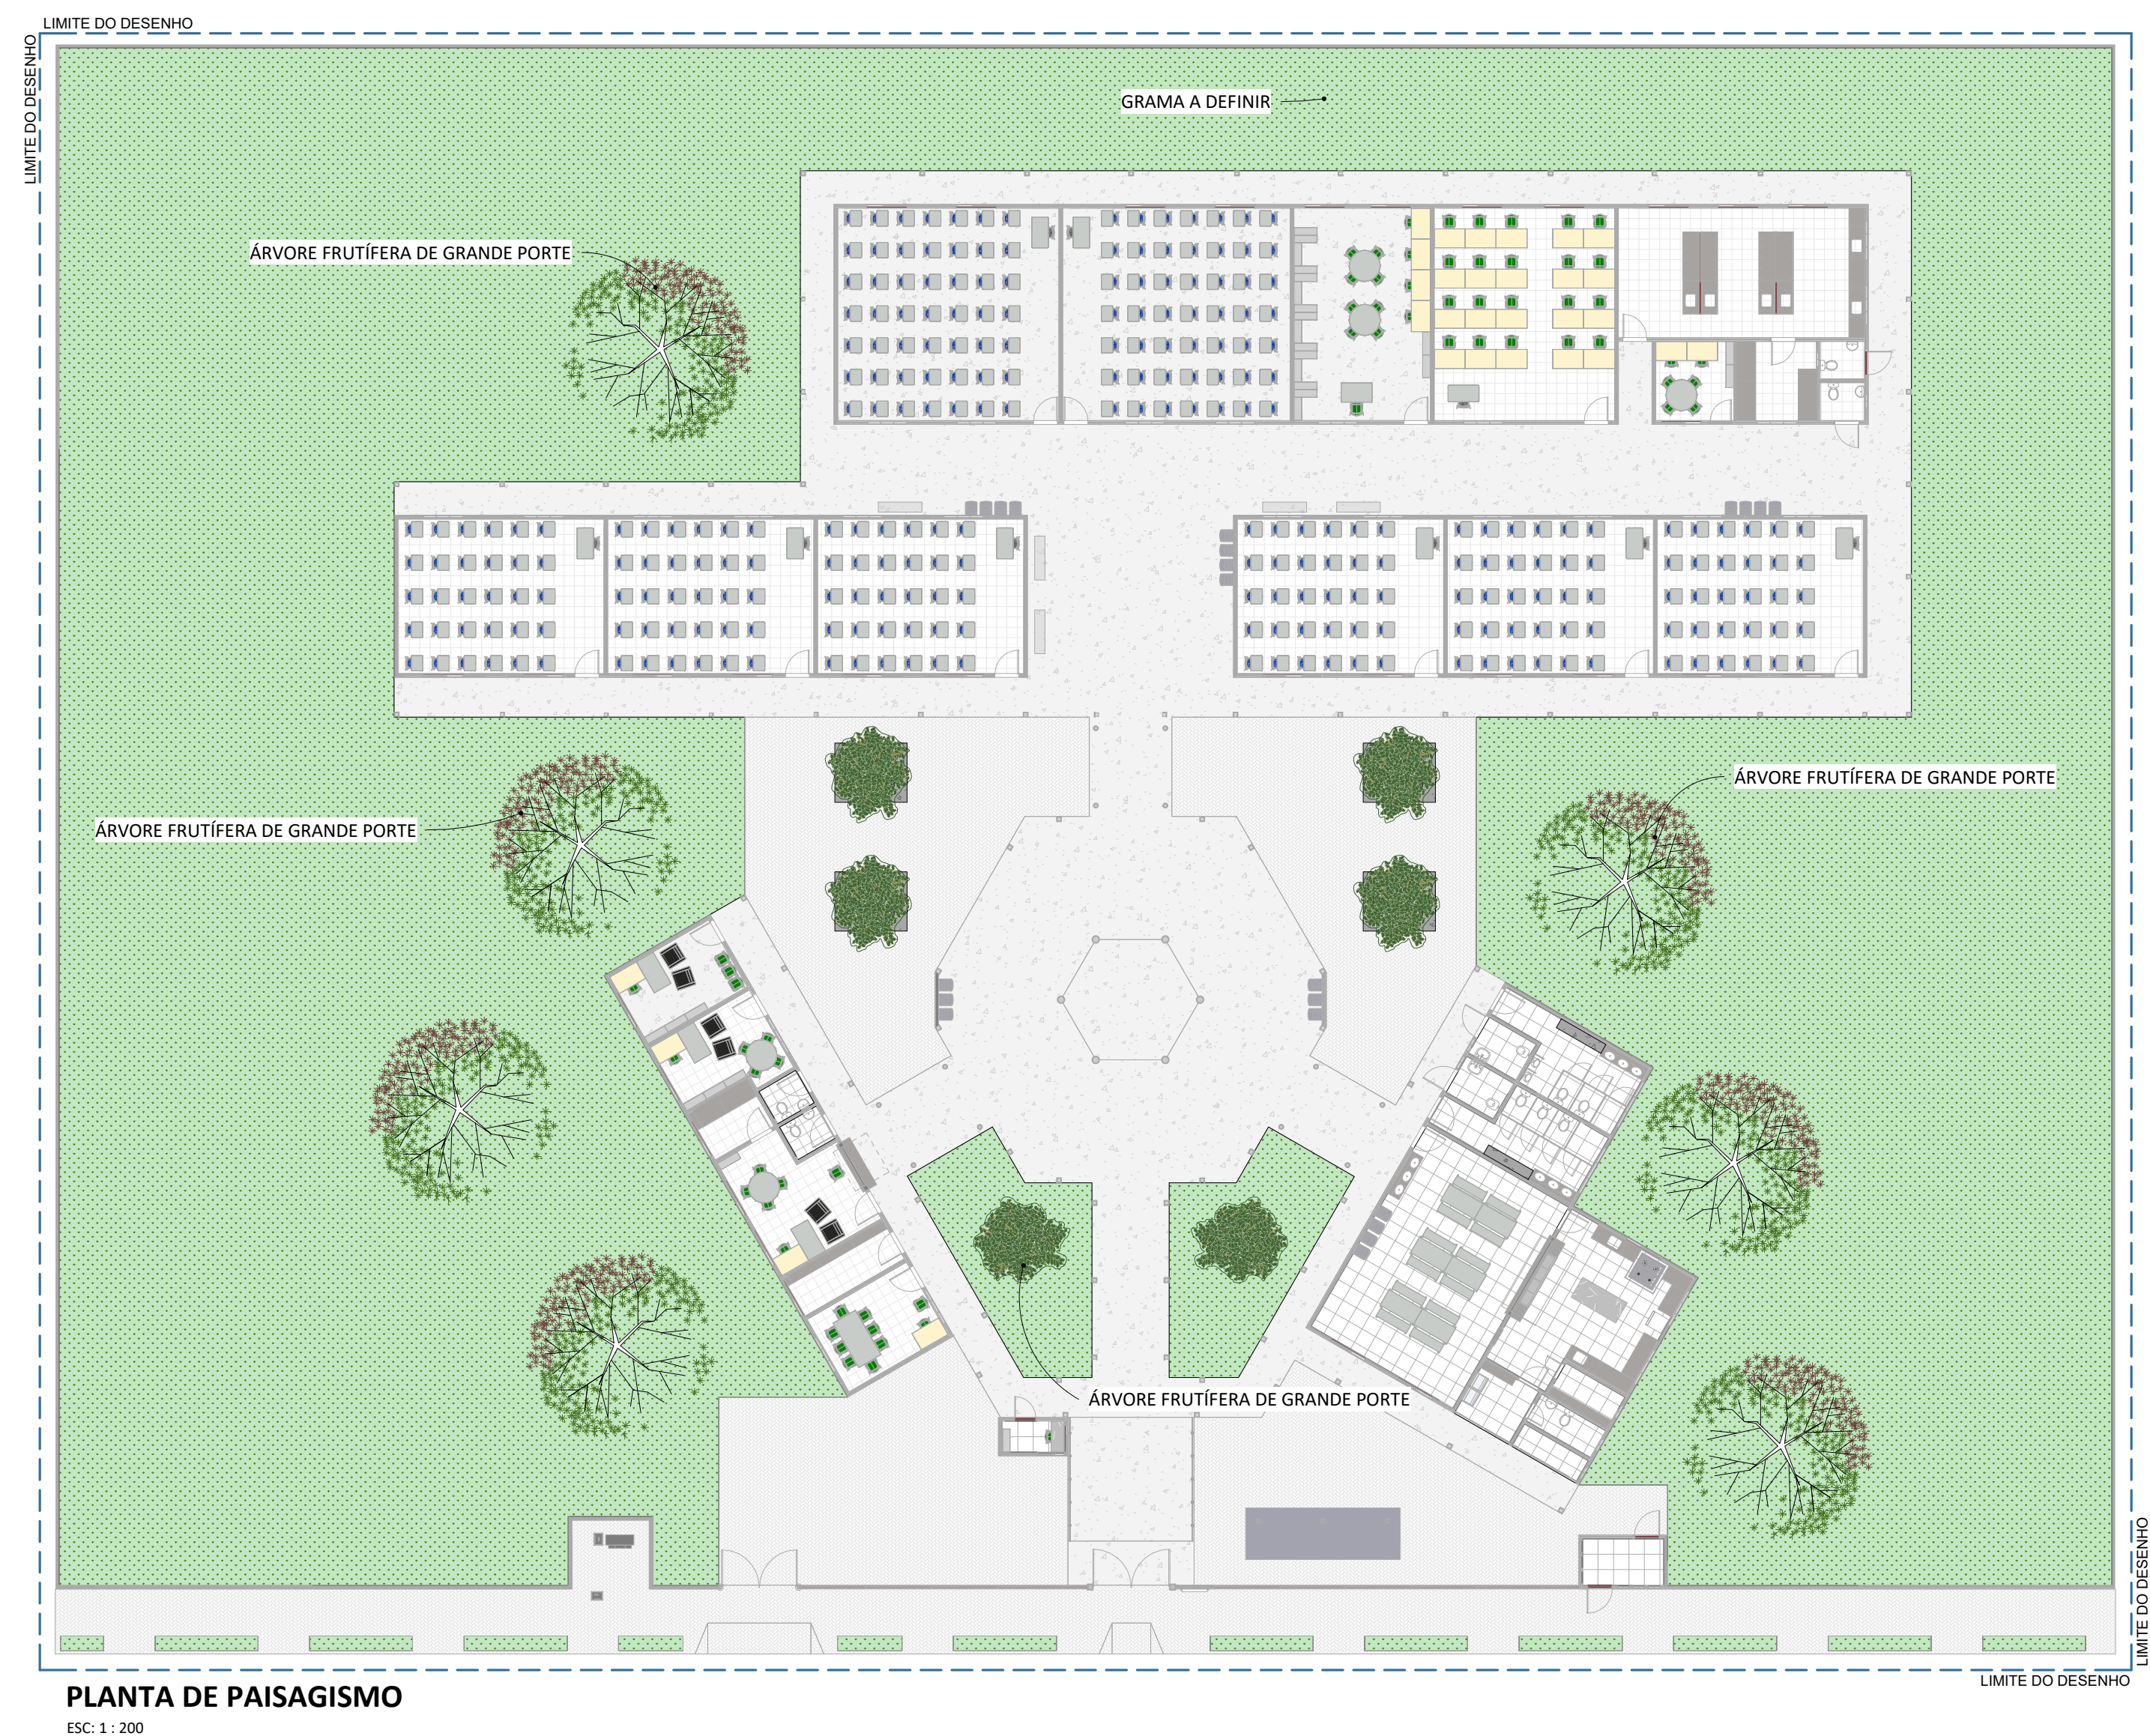 LIMITE DO DESENHO
LIMITE DO DESENHO
GRAMA A DEFINIR
ÁRVORE FRUTÍFERA DE GRANDE PORTE
ÁRVORE FRUTÍFERA DE GRANDE PORTE
ÁRVORE FRUTÍFERA DE GRANDE PORTE
ÁRVORE FRUTÍFERA DE GRANDE PORTE
LIMITE DO DESENHO
LIMITE DO DESENHO
PLANTA DE PAISAGISMO
ESC: 1 : 200